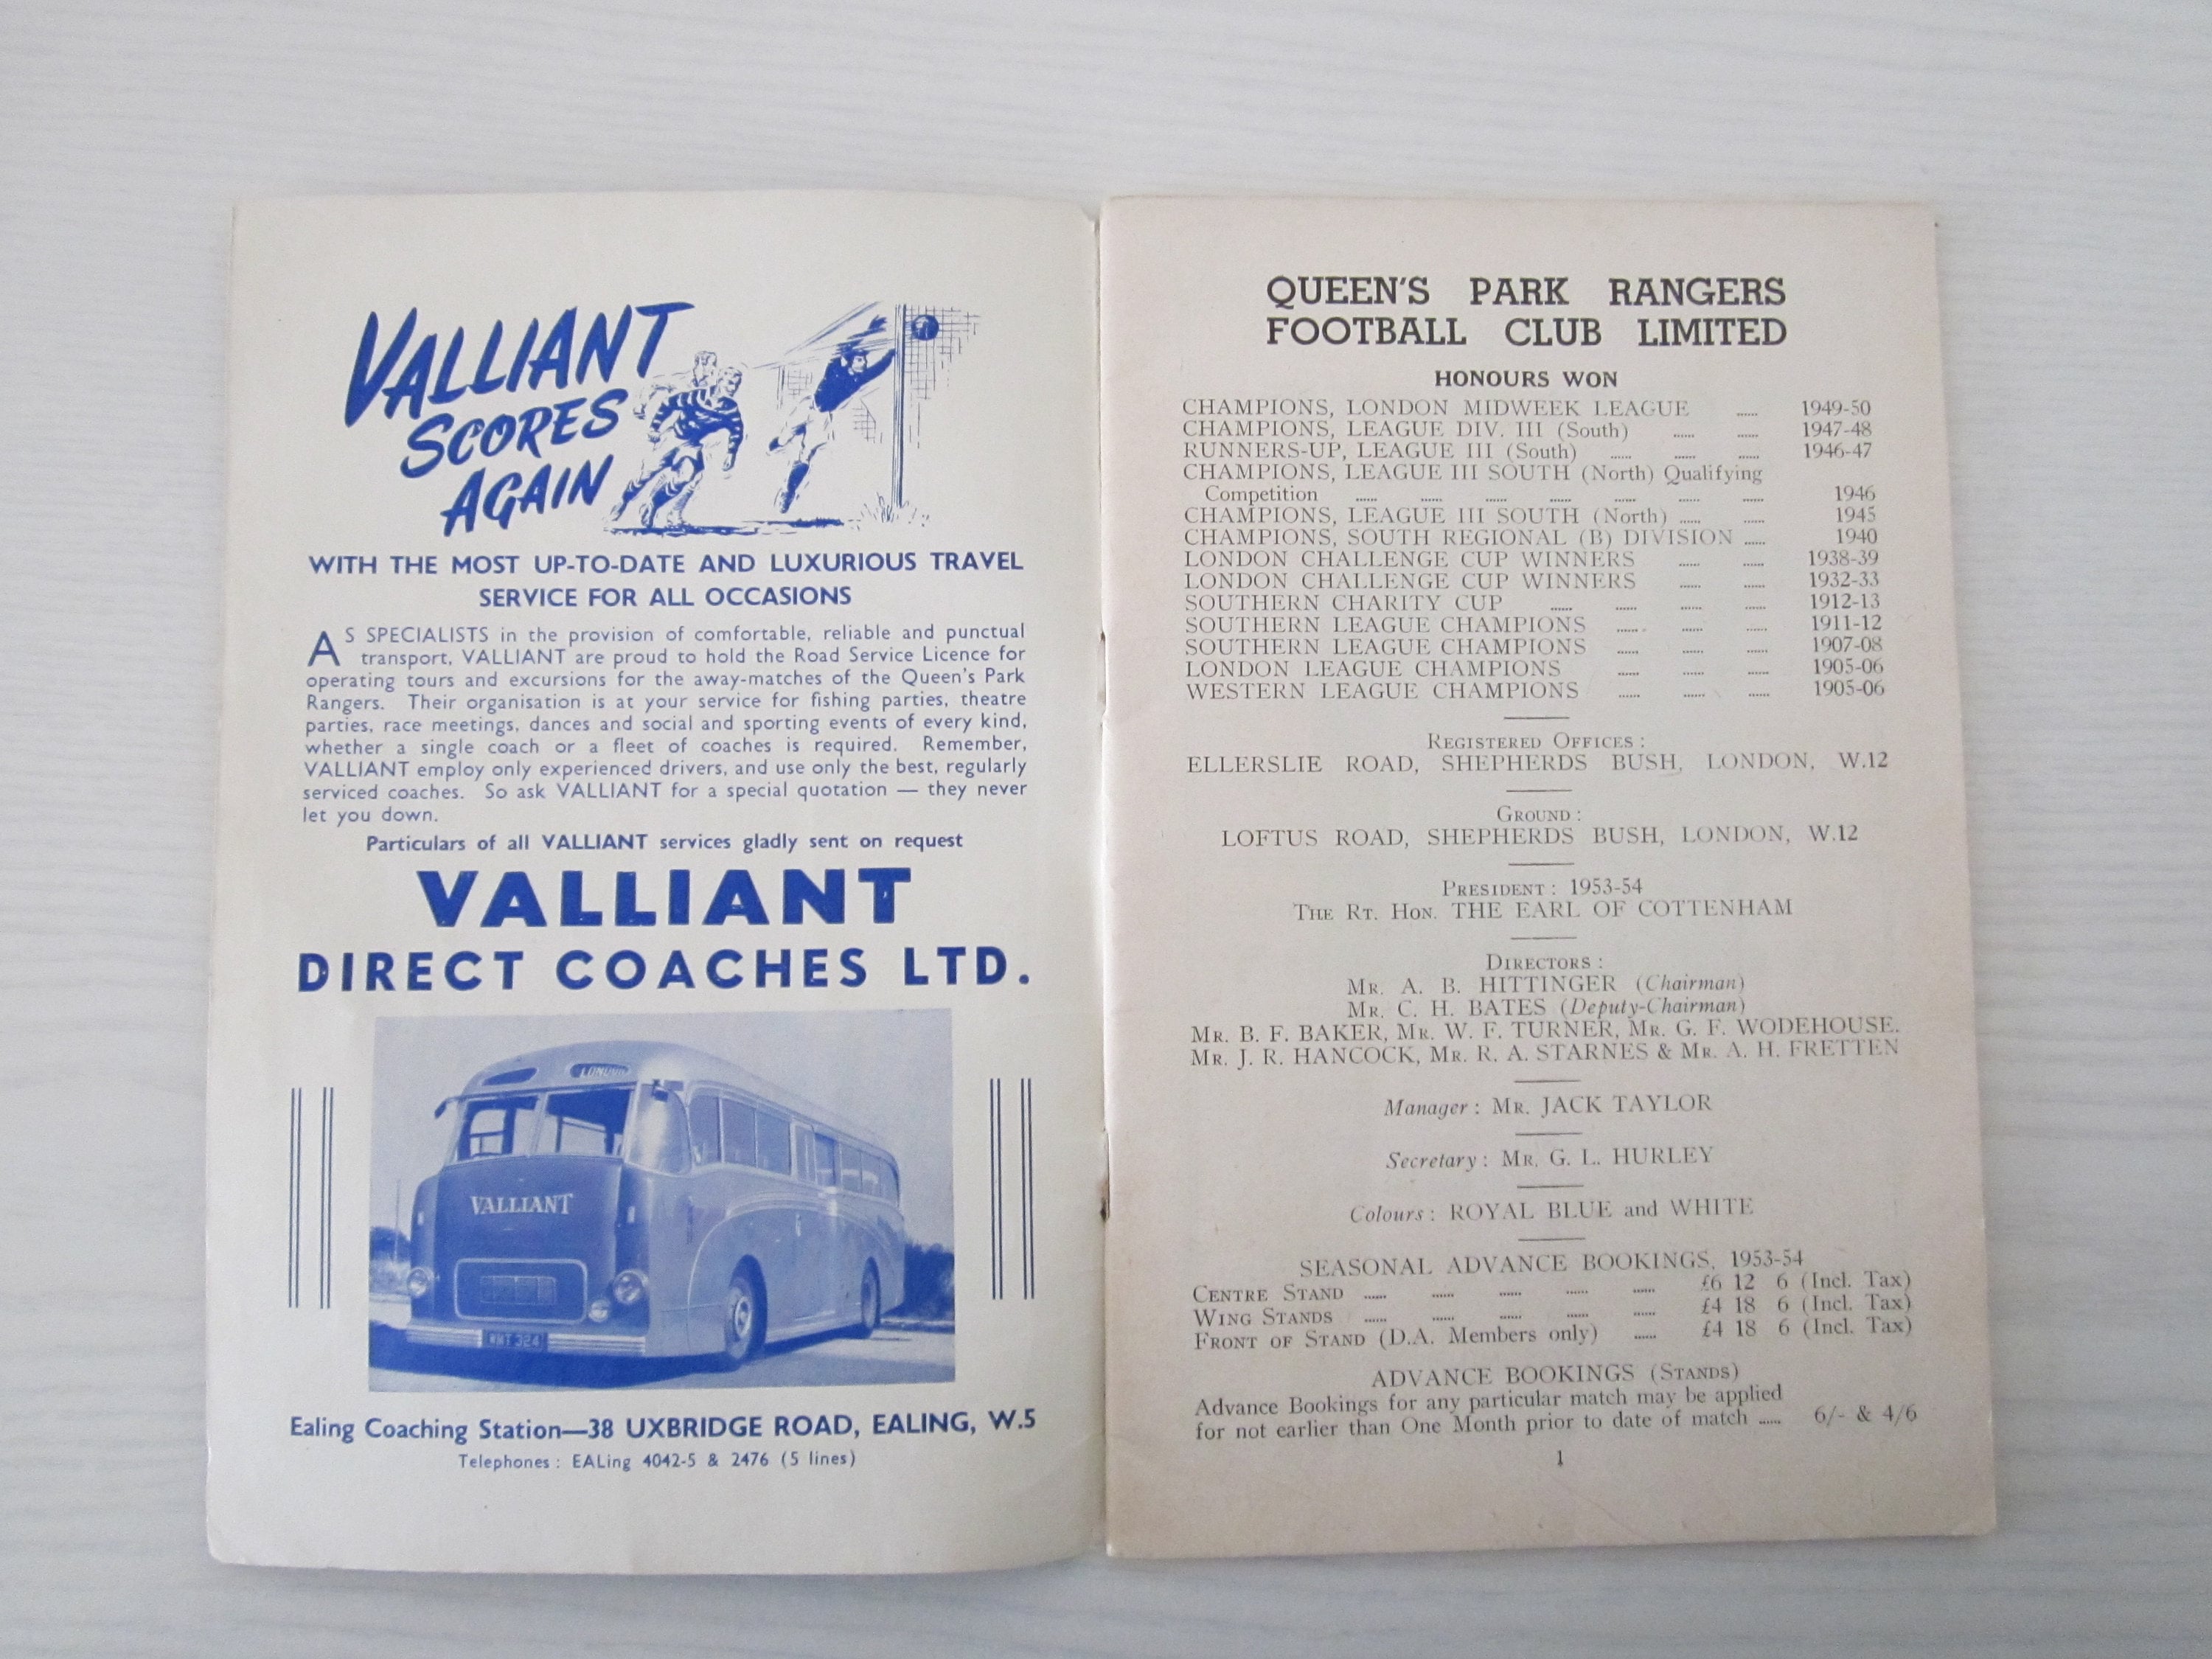 VALLIANT
SCORES
AGAIN
WITH THE MOST UP-TO-DATE AND LUXURIOUS TRAVEL
SERVICE FOR ALL OCCASIONS
AS SPECIALISTS in the provision of comfortable, reliable and punctual
transport, VALLIANT are proud to hold the Road Service Licence for
operating tours and excursions for the away-matches of the Queen's Park
Rangers. Their organisation is at your service for fishing parties, theatre
parties, race meetings, dances and social and sporting events of every kind,
whether a single coach or a fleet of coaches is required. Remember,
VALLIANT employ only experienced drivers, and use only the best, regularly
serviced coaches. So ask VALLIANT for a special quotation — they never
let you down.
Particulars of all VALLIANT services gladly sent on request
VALLIANT
DIRECT COACHES LTD.
LONDON
VALLIANT
Ealing Coaching Station—38 UXBRIDGE ROAD, EALING, W.5
Telephones : EALing 4042-5 & 2476 (5 lines)
QUEEN'S PARK RANGERS
FOOTBALL CLUB LIMITED
HONOURS WON
CHAMPIONS, LONDON MIDWEEK LEAGUE ...... 1949-50
CHAMPIONS, LEAGUE DIV. III (South) ...... ...... 1947-48
RUNNERS-UP, LEAGUE III (South) ...... ...... ...... 1946-47
CHAMPIONS, LEAGUE III SOUTH (North) Qualifying
Competition ...... ...... ...... ...... ...... ...... ...... 1946
CHAMPIONS, LEAGUE III SOUTH (North) ...... ...... 1945
CHAMPIONS, SOUTH REGIONAL (B) DIVISION ...... 1940
LONDON CHALLENGE CUP WINNERS ...... ...... 1938-39
LONDON CHALLENGE CUP WINNERS ...... ...... 1932-33
SOUTHERN CHARITY CUP ...... ...... ...... ...... 1912-13
SOUTHERN LEAGUE CHAMPIONS ...... ...... ...... 1911-12
SOUTHERN LEAGUE CHAMPIONS ...... ...... ...... 1907-08
LONDON LEAGUE CHAMPIONS ...... ...... ...... 1905-06
WESTERN LEAGUE CHAMPIONS ...... ...... ...... 1905-06
REGISTERED OFFICES :
ELLERSLIE ROAD, SHEPHERDS BUSH, LONDON, W.12
GROUND :
LOFTUS ROAD, SHEPHERDS BUSH, LONDON, W.12
PRESIDENT : 1953-54
THE RT. HON. THE EARL OF COTTENHAM
DIRECTORS :
MR. A. B. HITTINGER (Chairman)
MR. C. H. BATES (Deputy-Chairman)
MR. B. F. BAKER, MR. W. F. TURNER, MR. G. F. WODEHOUSE.
MR. J. R. HANCOCK, MR. R. A. STARNES & MR. A. H. FRETTEN
Manager : MR. JACK TAYLOR
Secretary : MR. G. L. HURLEY
Colours : ROYAL BLUE and WHITE
SEASONAL ADVANCE BOOKINGS, 1953-54
CENTRE STAND ...... ...... ...... ...... ...... £6 12 6 (Incl. Tax)
WING STANDS ...... ...... ...... ...... ...... £4 18 6 (Incl. Tax)
FRONT OF STAND (D.A. Members only) ...... £4 18 6 (Incl. Tax)
ADVANCE BOOKINGS (STANDS)
Advance Bookings for any particular match may be applied
for not earlier than One Month prior to date of match ...... 6/- & 4/6
1